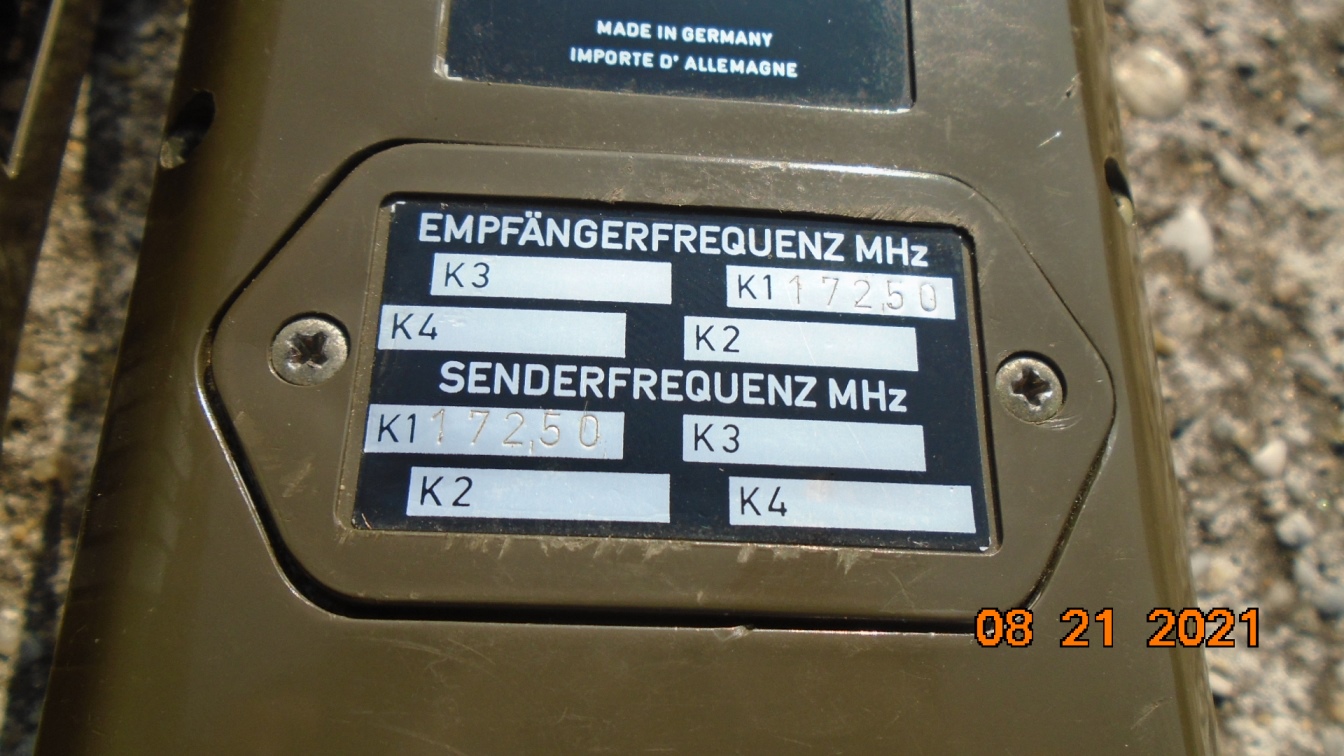 MADE IN GERMANY
IMPORTE D' ALLEMAGNE
EMPFÄNGERFREQUENZ MHz
K3 K1 172,50
K4 K2
SENDERFREQUENZ MHz
K1 172,50 K3
K2 K4
08 21 2021